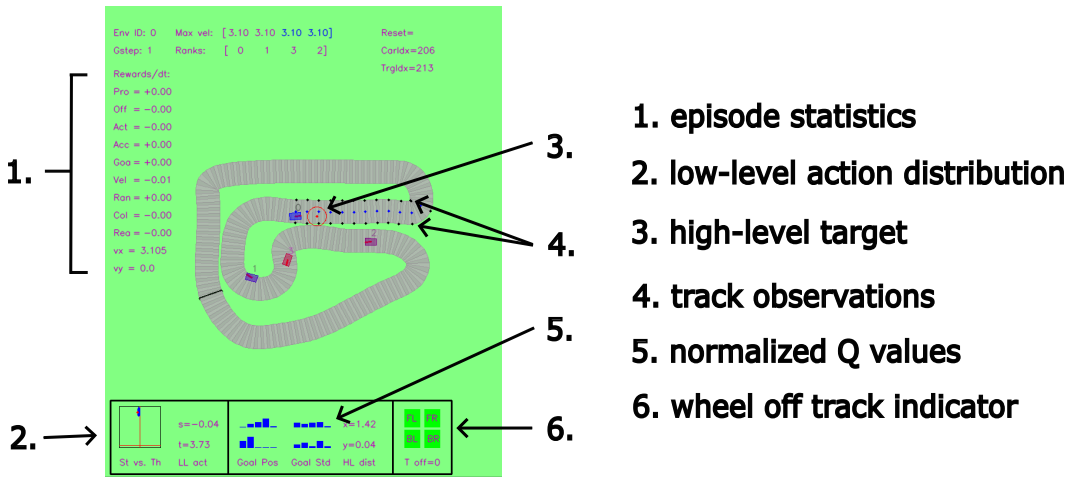 Env ID: 0 Max vel: [3.10 3.10 3.10 3.10] Reset=
Gstep: 1 Ranks: [ 0 1 3 2] CarIdx=206
TrgIdx=213
Rewards/dt:
Pro = +0.00
Off = -0.00
Act = -0.00
Acc = +0.00
Goa = +0.00
Vel = -0.01
Ran = +0.00
Col = -0.00
Rea = -0.00
vx = 3.105
vy = 0.0
1.
0
2
1
3.
4.
5.
6.
2.
s=-0.04
t=3.73
St vs. Th LL act
x=1.42
y=0.04
Goal Pos Goal Std HL dist
FL FR
BL BR
T off=0
1. episode statistics
2. low-level action distribution
3. high-level target
4. track observations
5. normalized Q values
6. wheel off track indicator